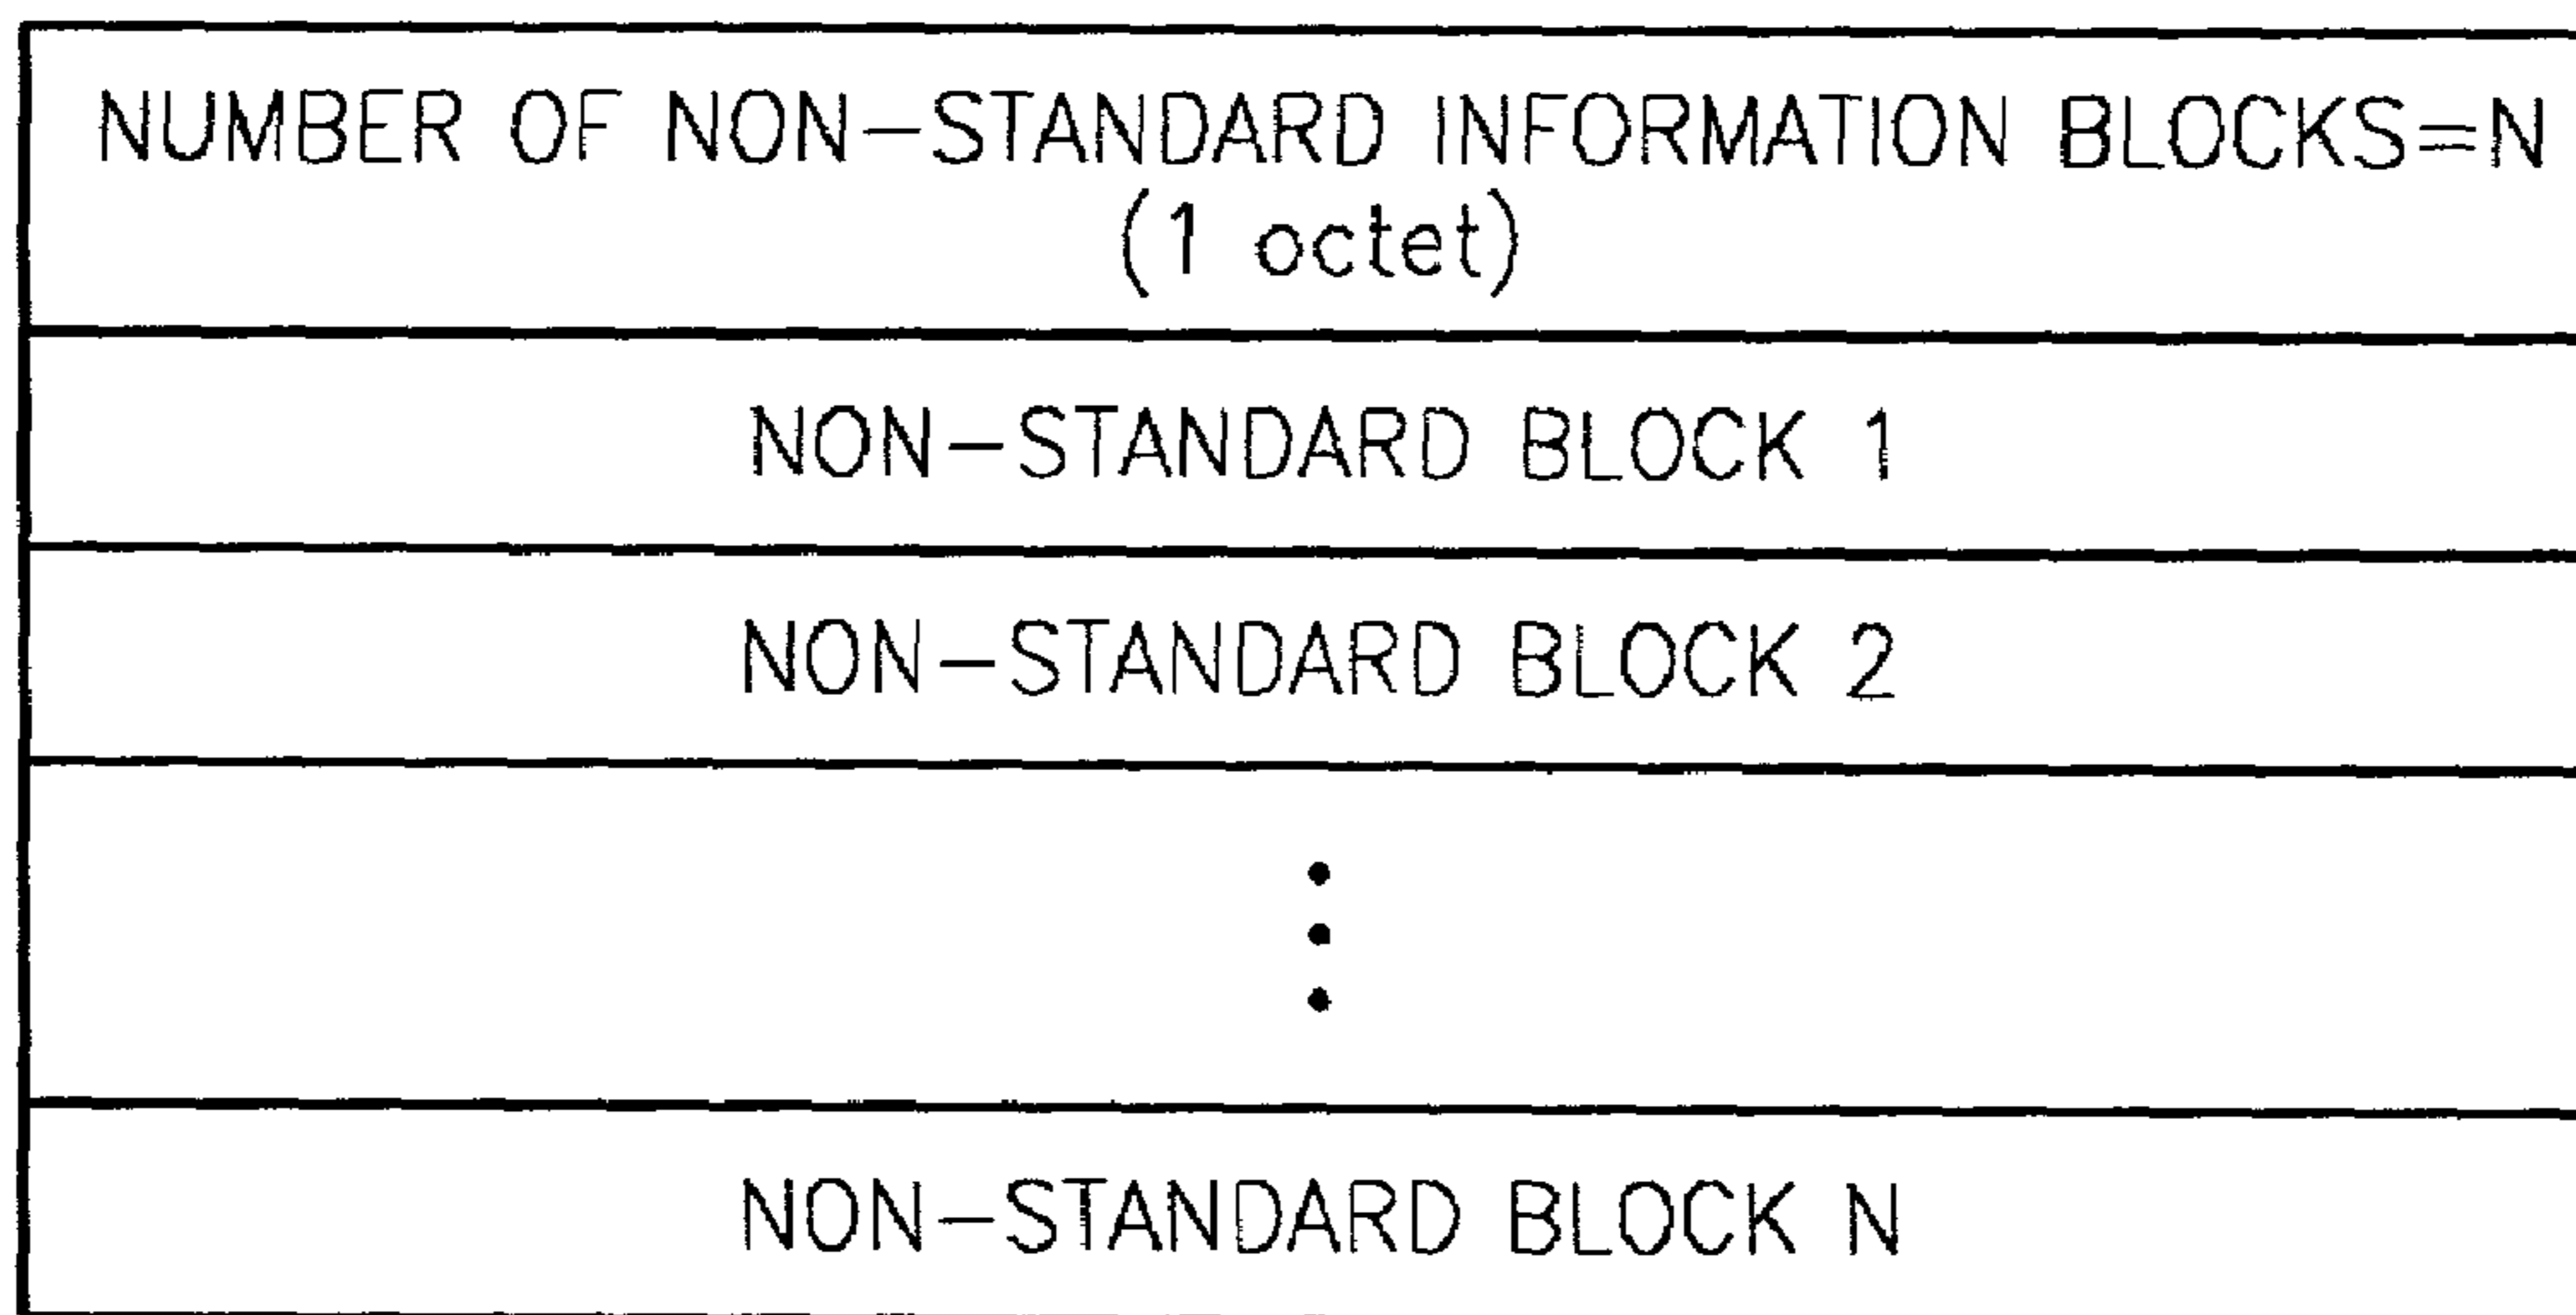 NUMBER OF NON-STANDARD INFORMATION BLOCKS=N
(1 octet)
NON-STANDARD BLOCK 1
NON-STANDARD BLOCK 2
NON-STANDARD BLOCK N